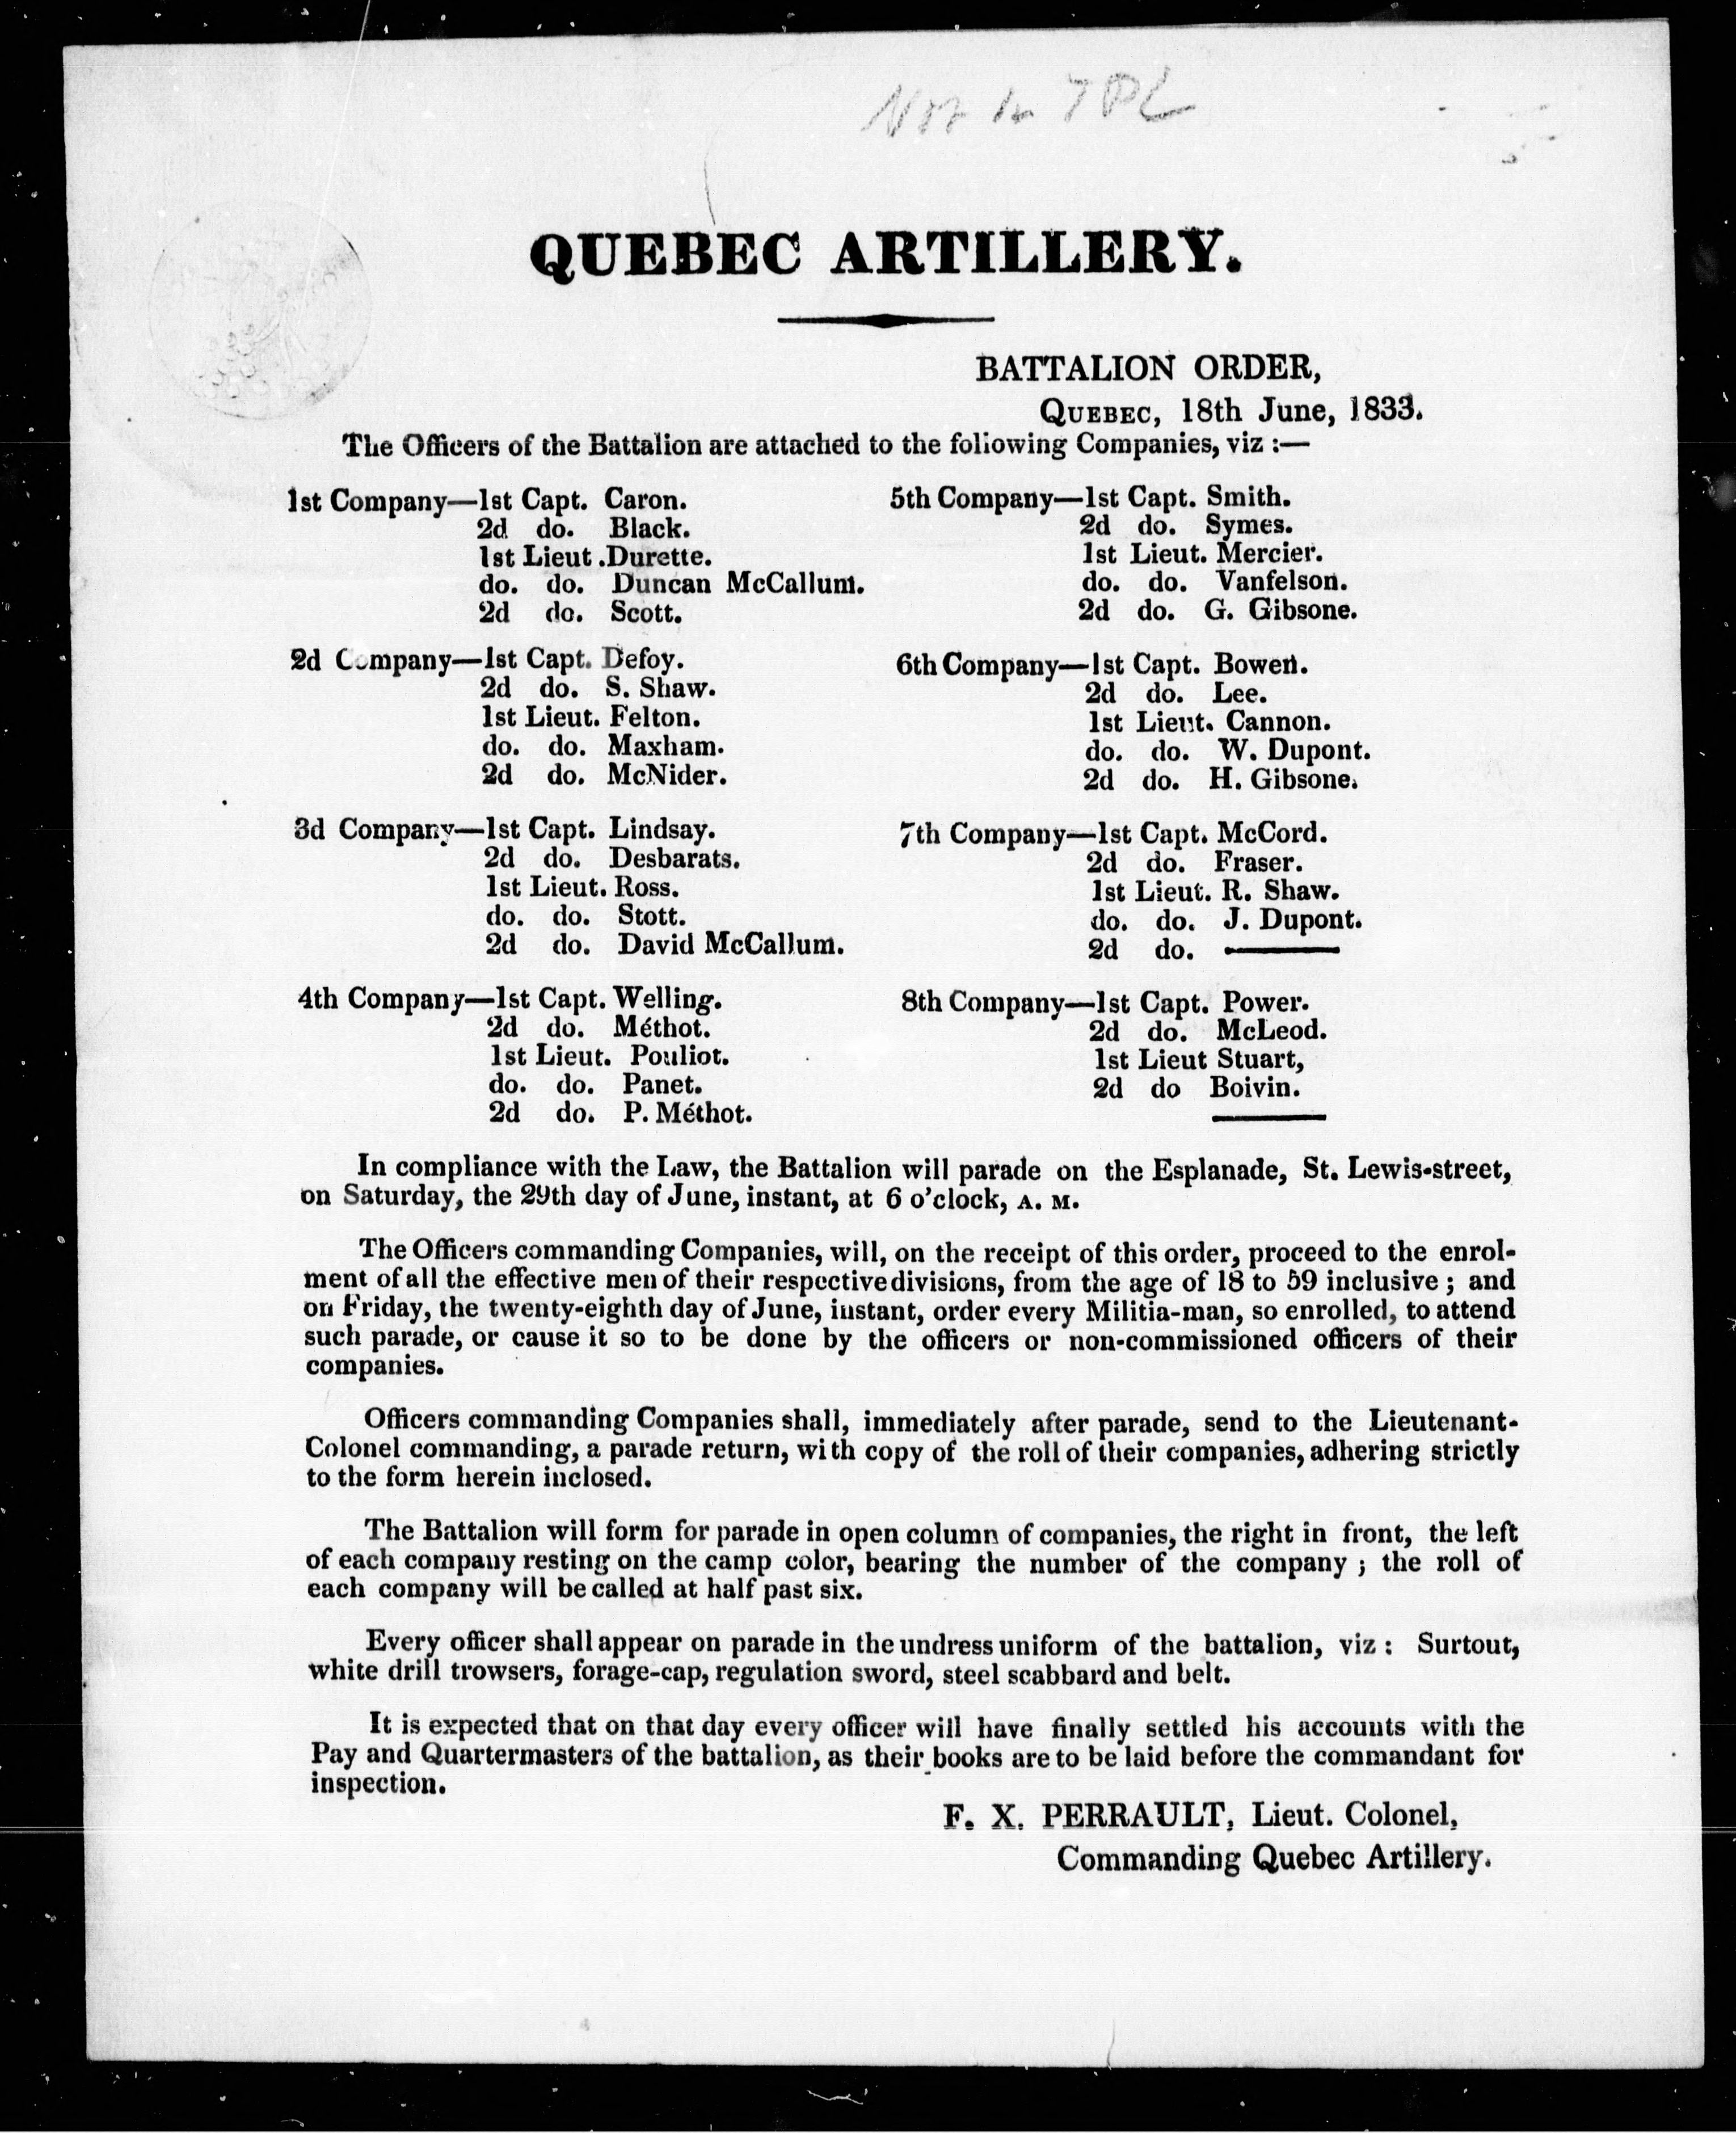 Not in TPL
QUEBEC ARTILLERY.
BATTALION ORDER,
QUEBEC, 18th June, 1833.
The Officers of the Battalion are attached to the following Companies, viz :—
1st Company—1st Capt. Caron.
2d do. Black.
1st Lieut .Durette.
do. do. Duncan McCallum.
2d do. Scott.
2d Company—1st Capt. Defoy.
2d do. S. Shaw.
1st Lieut. Felton.
do. do. Maxham.
2d do. McNider.
3d Company—1st Capt. Lindsay.
2d do. Desbarats.
1st Lieut. Ross.
do. do. Stott.
2d do. David McCallum.
4th Company—1st Capt. Welling.
2d do. Méthot.
1st Lieut. Pouliot.
do. do. Panet.
2d do. P. Méthot.
5th Company—1st Capt. Smith.
2d do. Symes.
1st Lieut. Mercier.
do. do. Vanfelson.
2d do. G. Gibsone.
6th Company—1st Capt. Bowen.
2d do. Lee.
1st Lieut. Cannon.
do. do. W. Dupont.
2d do. H. Gibsone.
7th Company—1st Capt. McCord.
2d do. Fraser.
1st Lieut. R. Shaw.
do. do. J. Dupont.
2d do. ———
8th Company—1st Capt. Power.
2d do. McLeod.
1st Lieut Stuart,
2d do Boivin.
In compliance with the Law, the Battalion will parade on the Esplanade, St. Lewis-street,
on Saturday, the 29th day of June, instant, at 6 o'clock, A. M.
The Officers commanding Companies, will, on the receipt of this order, proceed to the enrol-
ment of all the effective men of their respective divisions, from the age of 18 to 59 inclusive ; and
on Friday, the twenty-eighth day of June, instant, order every Militia-man, so enrolled, to attend
such parade, or cause it so to be done by the officers or non-commissioned officers of their
companies.
Officers commanding Companies shall, immediately after parade, send to the Lieutenant-
Colonel commanding, a parade return, with copy of the roll of their companies, adhering strictly
to the form herein inclosed.
The Battalion will form for parade in open column of companies, the right in front, the left
of each company resting on the camp color, bearing the number of the company ; the roll of
each company will be called at half past six.
Every officer shall appear on parade in the undress uniform of the battalion, viz : Surtout,
white drill trowsers, forage-cap, regulation sword, steel scabbard and belt.
It is expected that on that day every officer will have finally settled his accounts with the
Pay and Quartermasters of the battalion, as their books are to be laid before the commandant for
inspection.
F. X. PERRAULT, Lieut. Colonel,
Commanding Quebec Artillery.